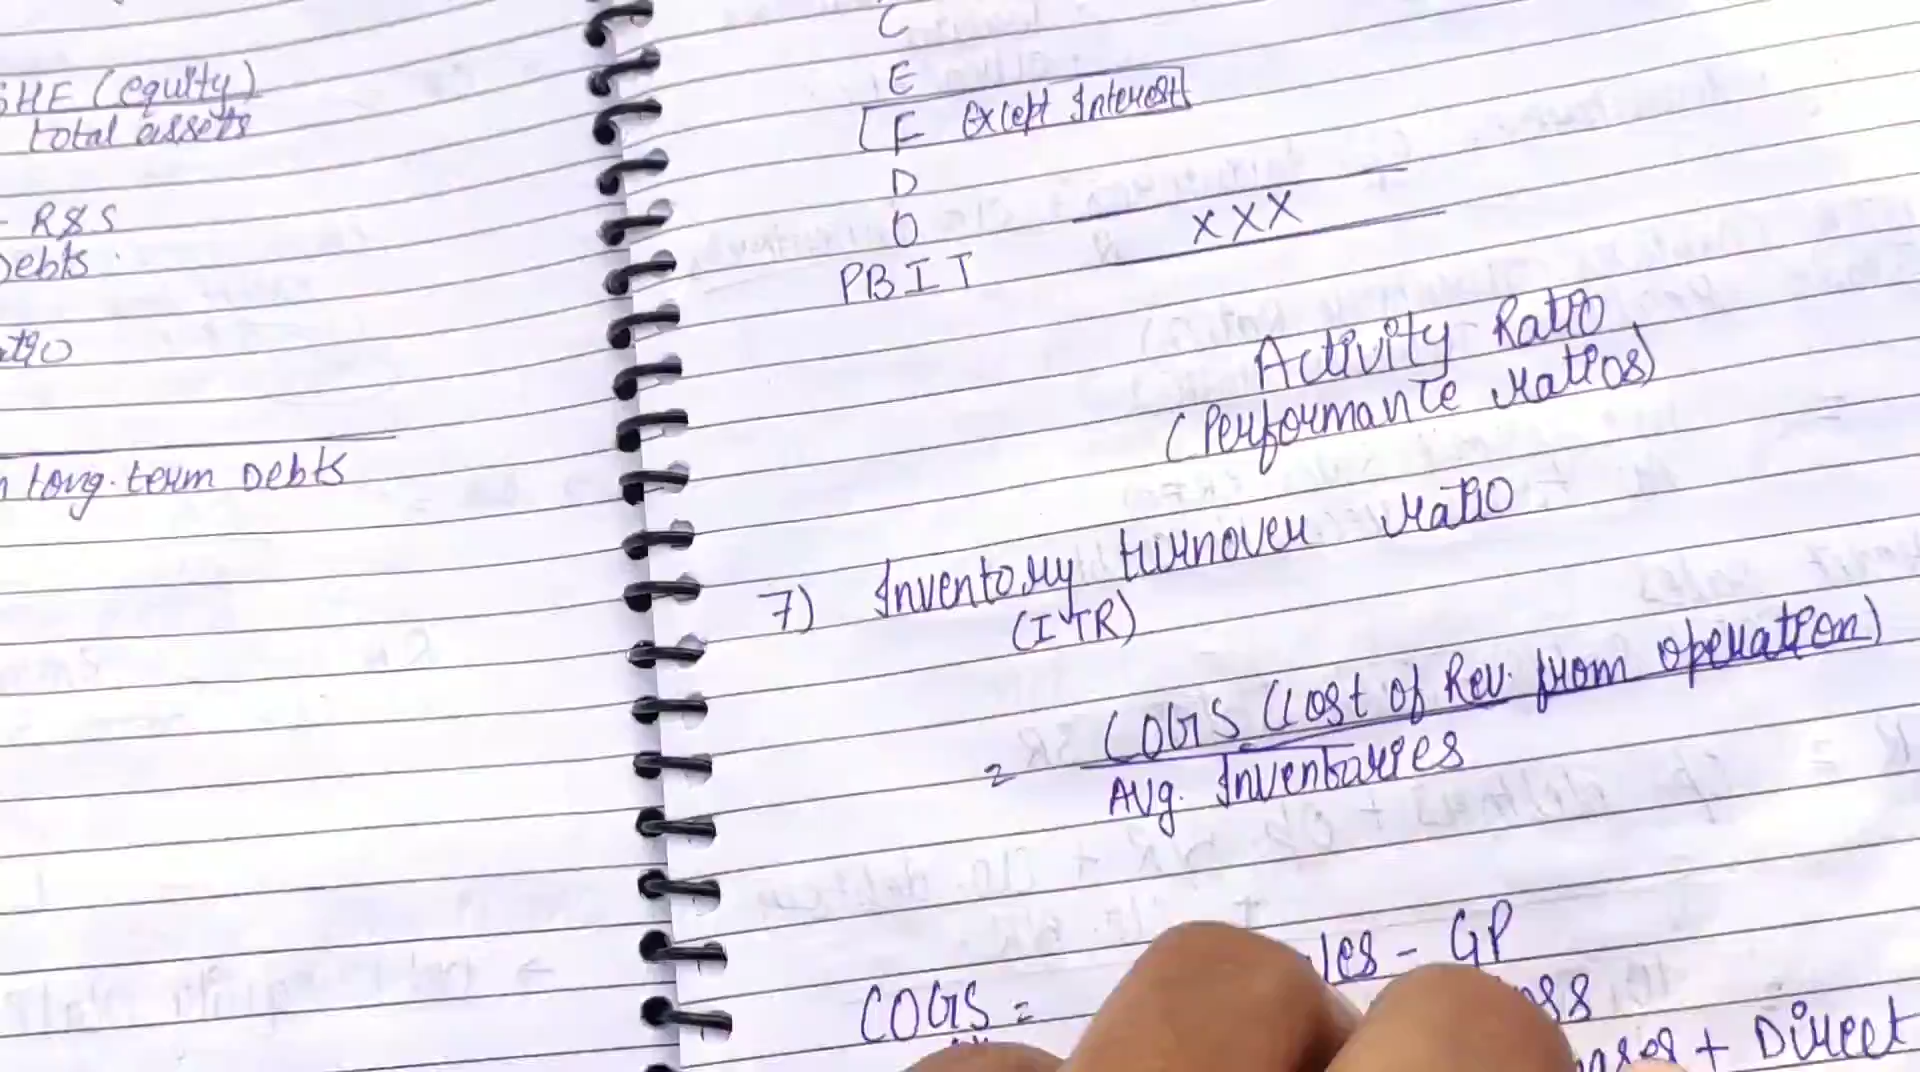 SHE (equity)
total assets
- R&S
Debts
long-term Debts
C
E
F Except Interest
D
O
XXX
PBIT
Activity Ratio
(Performance ratios)
7) Inventory turnover ratio
(ITR)
= COGS (Cost of Rev. from operation)
Avg. Inventories
COGS = - GP
+ Direct